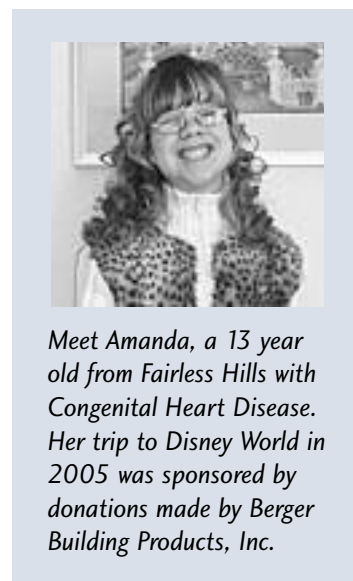 Meet Amanda, a 13 year
old from Fairless Hills with
Congenital Heart Disease.
Her trip to Disney World in
2005 was sponsored by
donations made by Berger
Building Products, Inc.